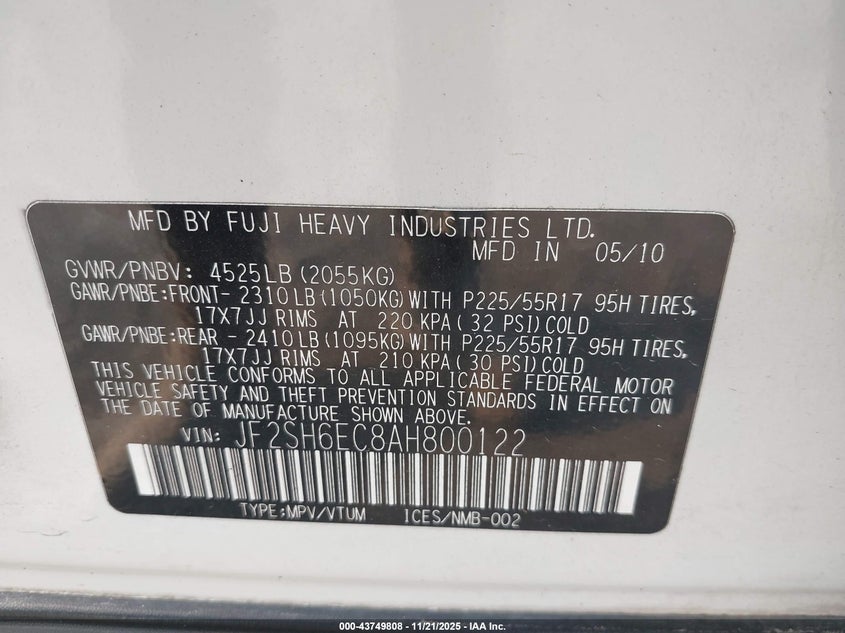 MFD BY FUJI HEAVY INDUSTRIES LTD.
MFD IN 05/10
GVWR/PNBV: 4525LB (2055KG)
GAWR/PNBE:FRONT- 2310LB (1050KG) WITH P225/55R17 95H TIRES,
17X7JJ RIMS AT 220 KPA ( 32 PSI) COLD
GAWR/PNBE:REAR - 2410LB (1095KG) WITH P225/55R17 95H TIRES,
17X7JJ RIMS AT 210 KPA ( 30 PSI) COLD
THIS VEHICLE CONFORMS TO ALL APPLICABLE FEDERAL MOTOR
VEHICLE SAFETY AND THEFT PREVENTION STANDARDS IN EFFECT ON
THE DATE OF MANUFACTURE SHOWN ABOVE.
VIN: JF2SH6EC8AH800122
TYPE:MPV/VTUM ICES/NMB-002
000-43749808 - 11/21/2025 - IAA Inc.